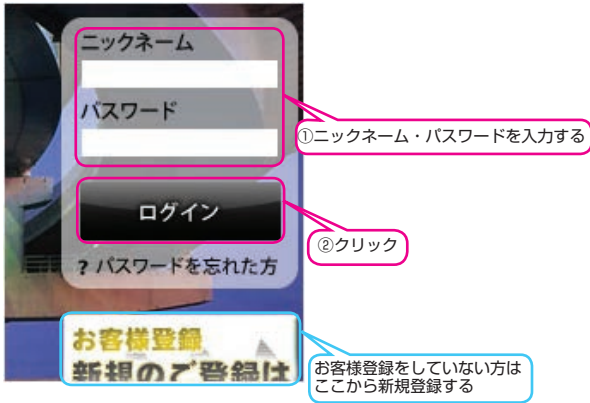 ニックネーム
パスワード
①ニックネーム・パスワードを入力する
ログイン
②クリック
? パスワードを忘れた方
お客様登録
新規のご登録は
お客様登録をしていない方は
ここから新規登録する